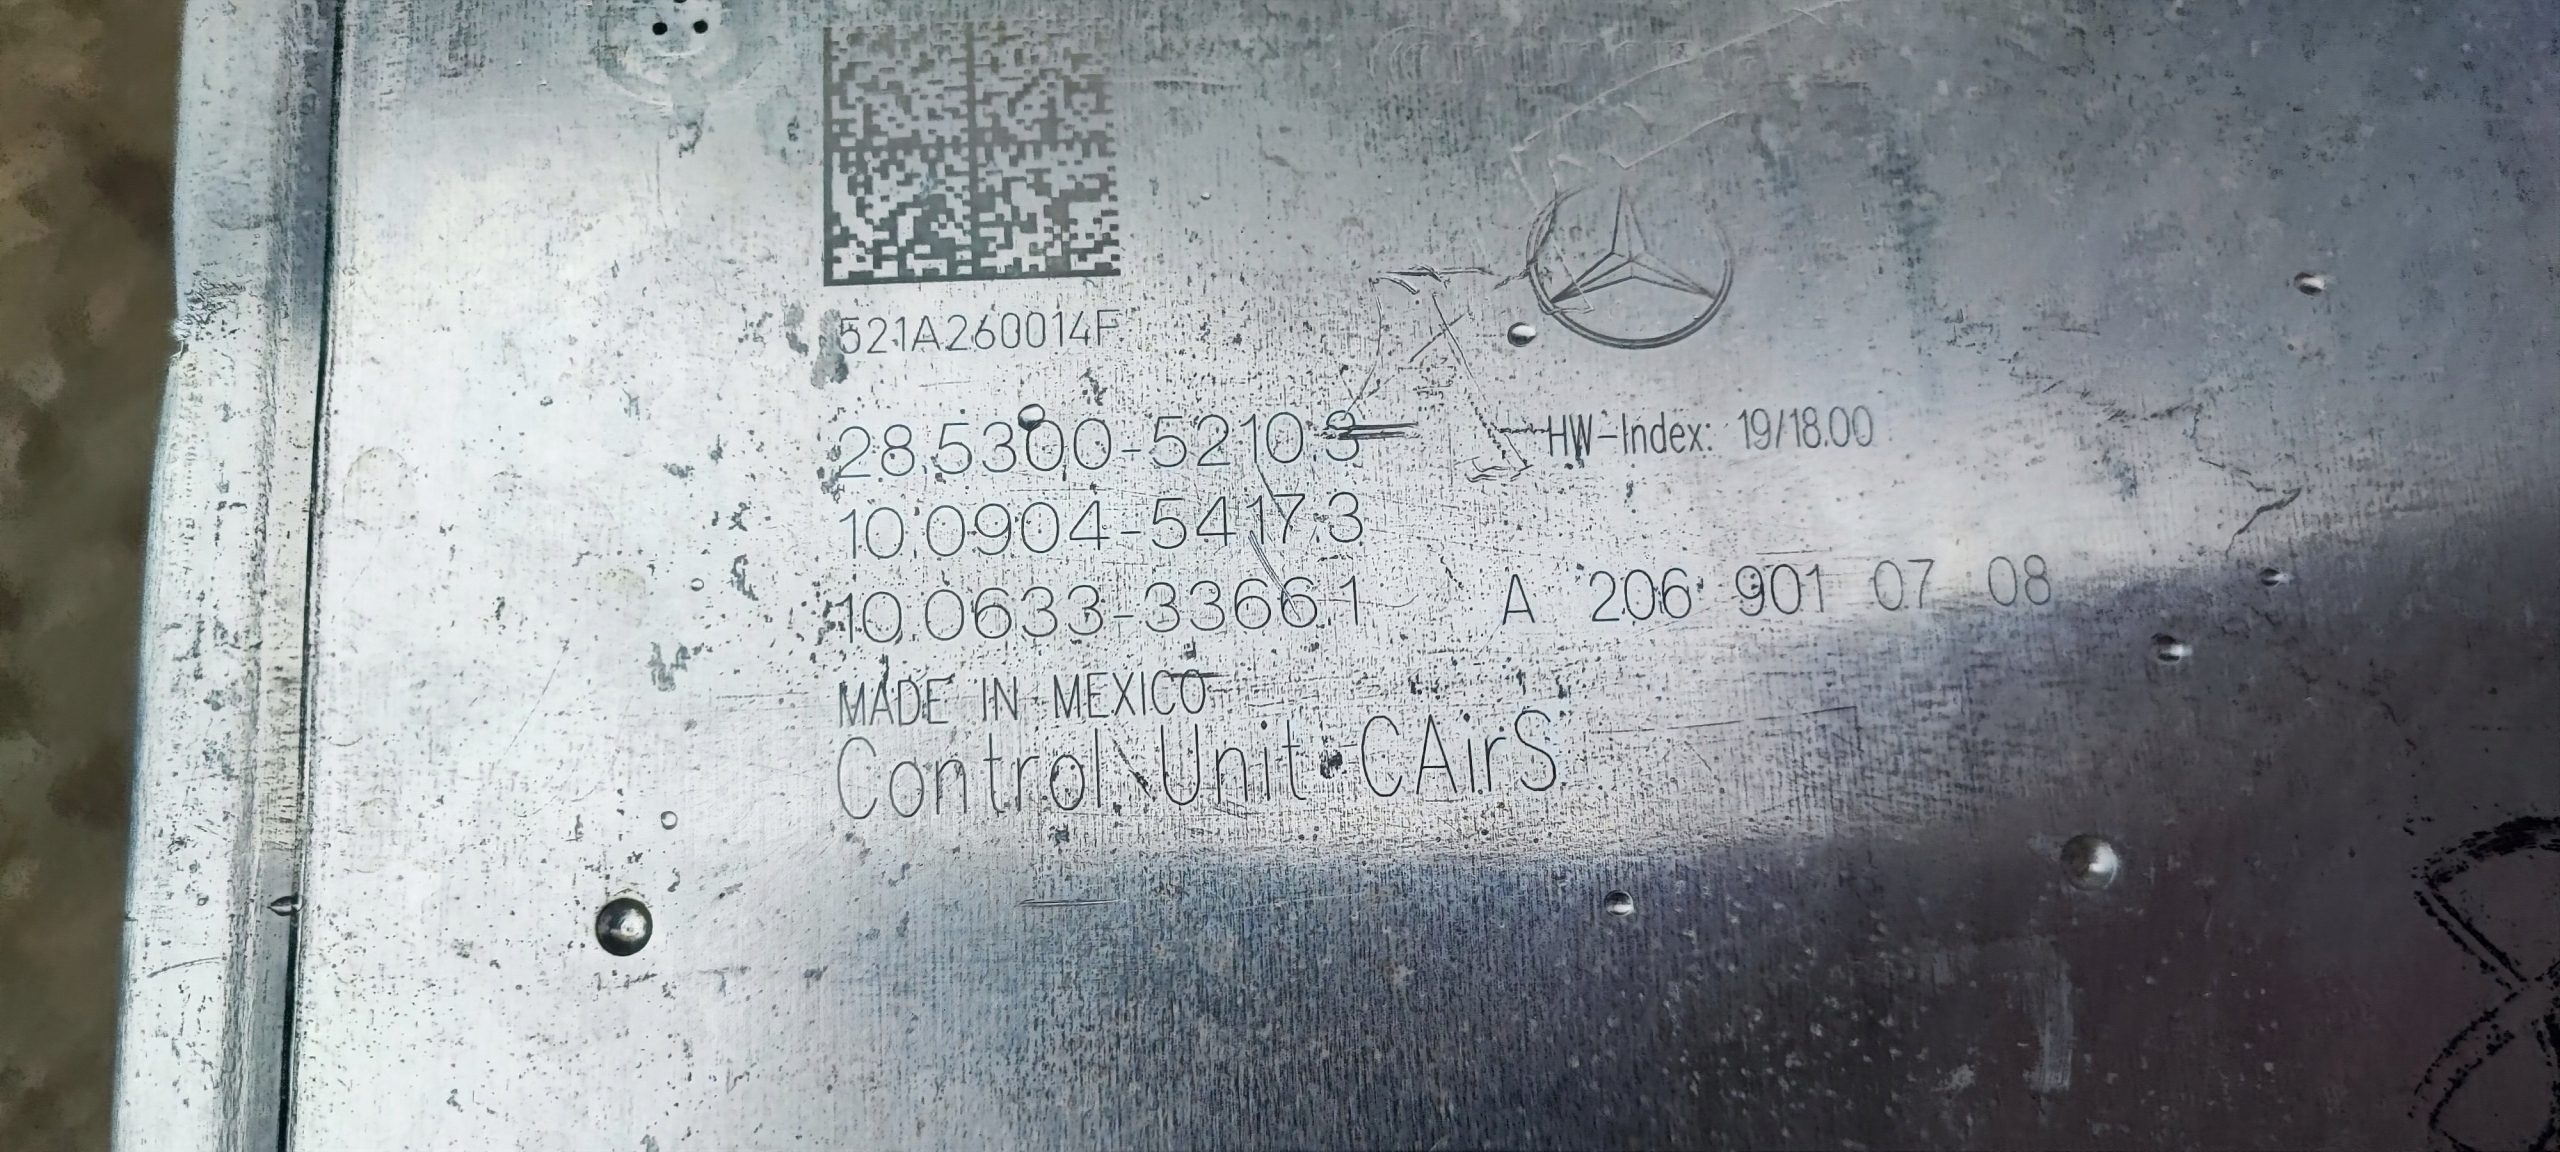 521A260014F
28.5300-5210.3
HW-Index: 19/18.00
10.0904-5417.3
10.0633-3366.1
A 206 901 07 08
MADE IN MEXICO
Control Unit CAirS